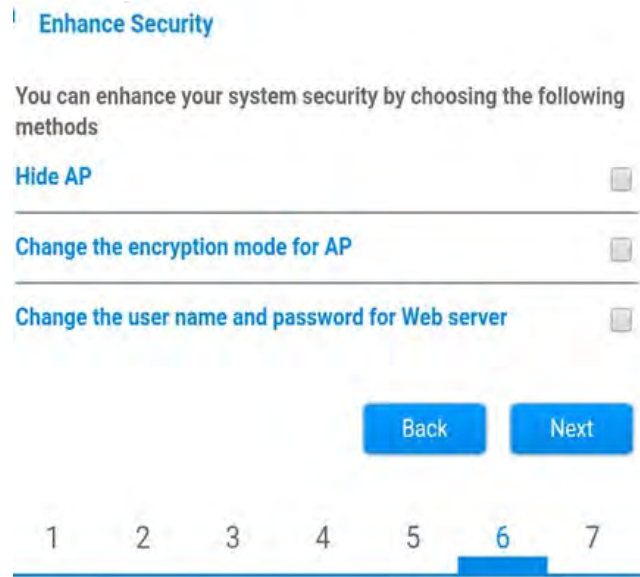 Enhance Security
You can enhance your system security by choosing the following
methods
Hide AP
Change the encryption mode for AP
Change the user name and password for Web server
Back Next
1 2 3 4 5 6 7